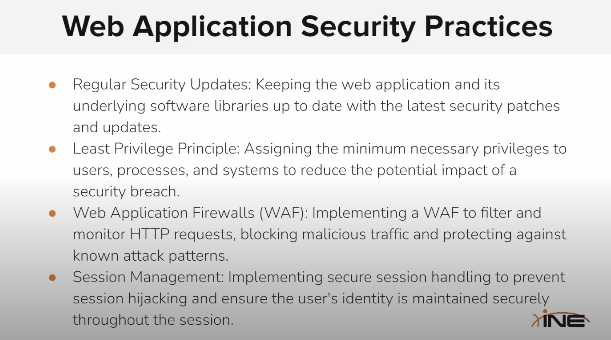 Web Application Security Practices
• Regular Security Updates: Keeping the web application and its
underlying software libraries up to date with the latest security patches
and updates.
• Least Privilege Principle: Assigning the minimum necessary privileges to
users, processes, and systems to reduce the potential impact of a
security breach.
• Web Application Firewalls (WAF): Implementing a WAF to filter and
monitor HTTP requests, blocking malicious traffic and protecting against
known attack patterns.
• Session Management: Implementing secure session handling to prevent
session hijacking and ensure the user's identity is maintained securely
throughout the session.
INE